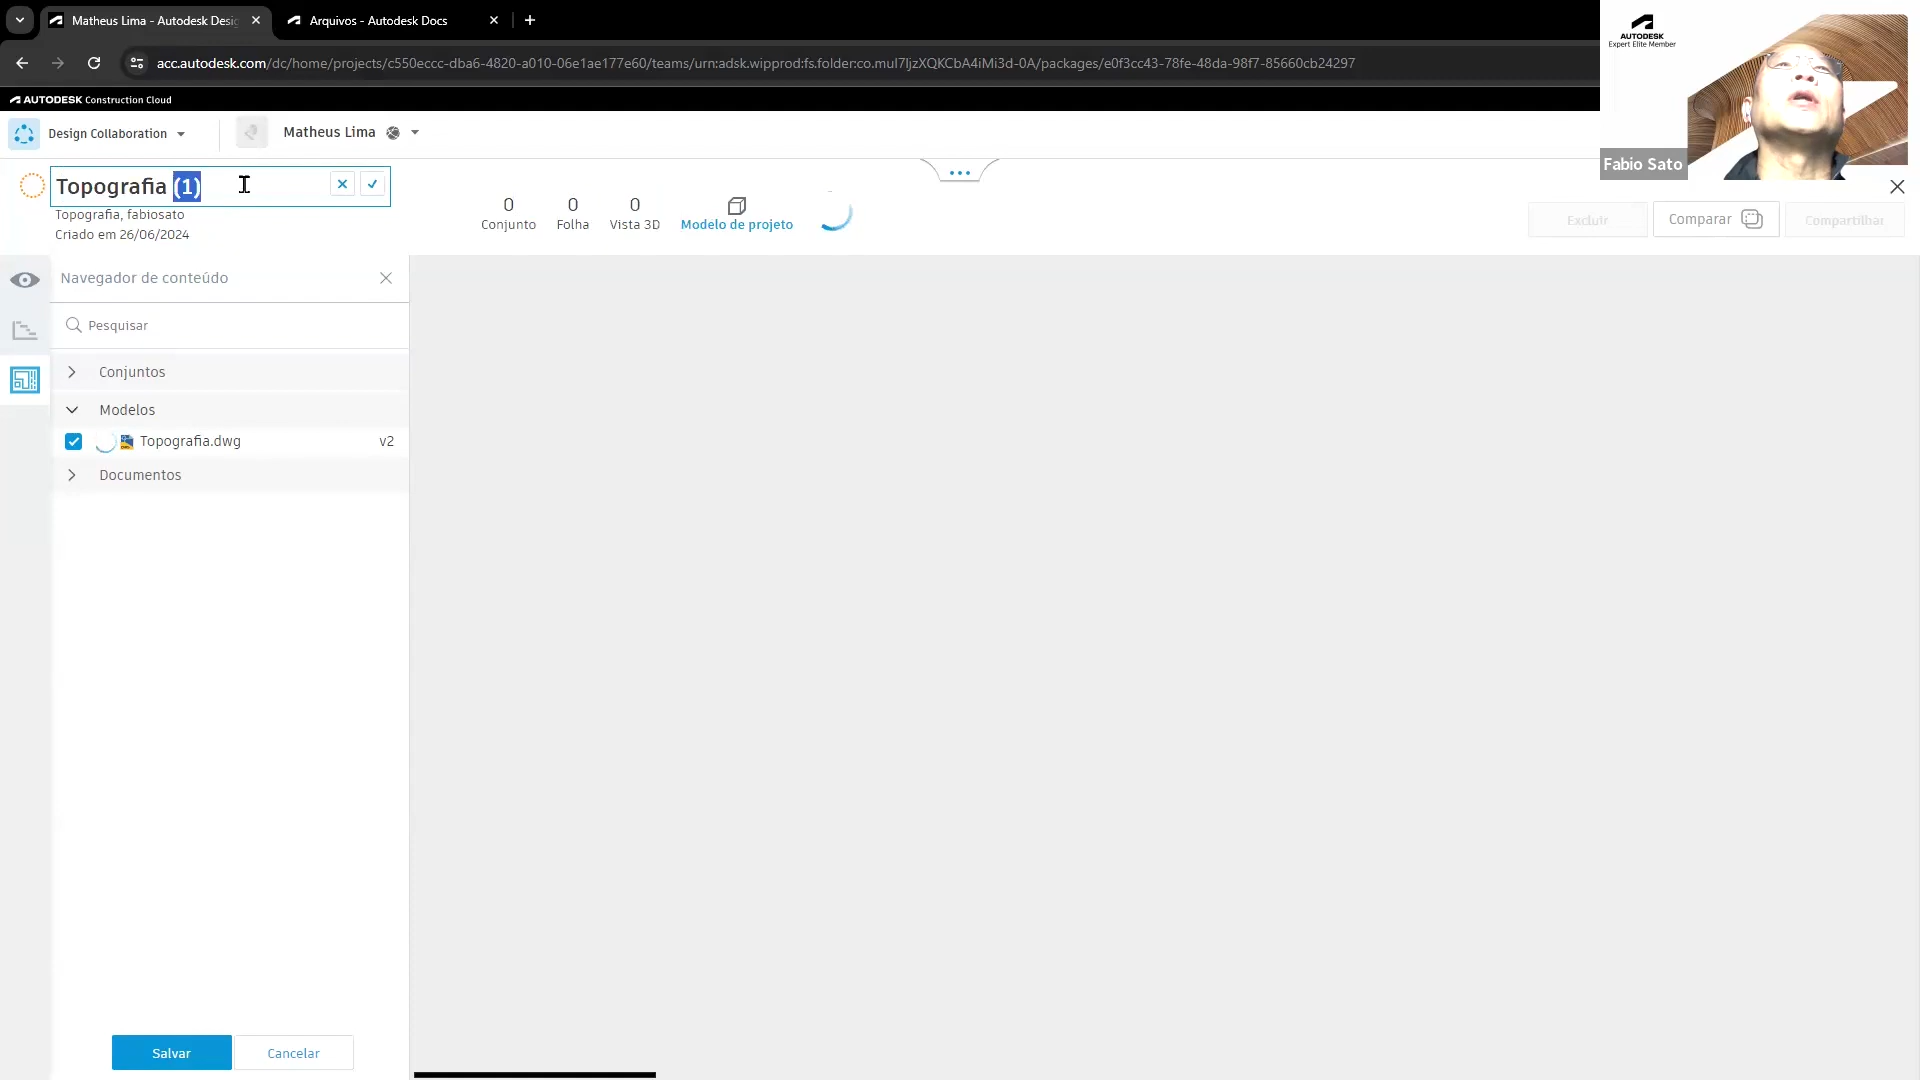 Matheus Lima - Autodesk Desig
Arquivos - Autodesk Docs
acc.autodesk.com/dc/home/projects/c550eccc-dba6-4820-a010-06e1ae177e60/teams/urn:adsk.wipprod:fs.folder:co.mul7ljzXQKCbA4iMi3d-0A/packages/e0f3cc43-78fe-48da-98f7-85660cb24297
AUTODESK Construction Cloud
AUTODESK
Expert Elite Member
Fabio Sato
Design Collaboration
Matheus Lima
Topografia (1)
Topografia, fabiosato
Criado em 26/06/2024
0 Conjunto
0 Folha
0 Vista 3D
Modelo de projeto
Excluir
Comparar
Compartilhar
Navegador de conteúdo
Pesquisar
Conjuntos
Modelos
Topografia.dwg v2
Documentos
Salvar
Cancelar